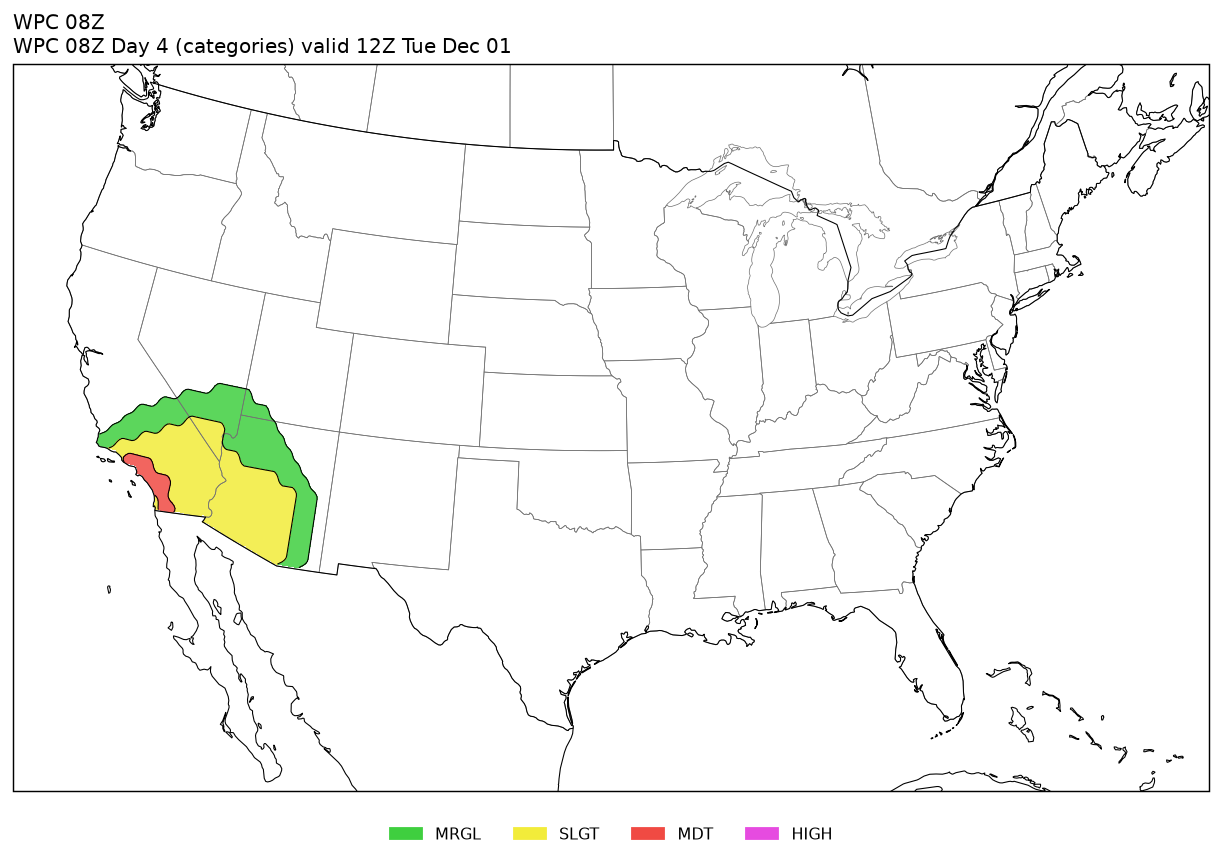 WPC 08Z
WPC 08Z Day 4 (categories) valid 12Z Tue Dec 01
MRGL SLGT MDT HIGH